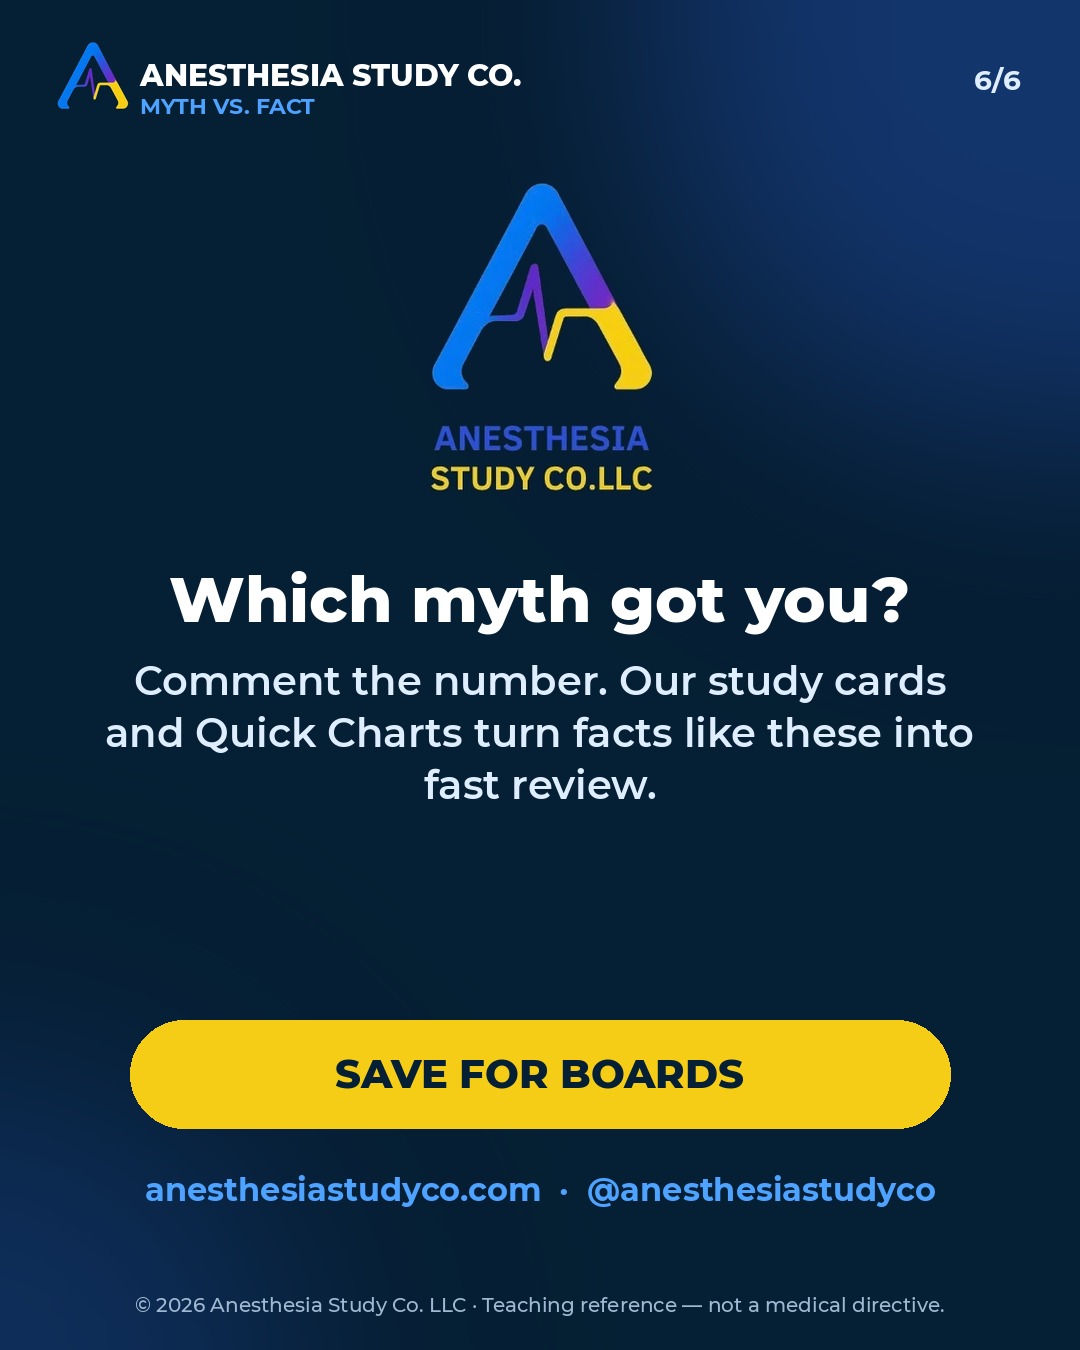 ANESTHESIA STUDY CO.
MYTH VS. FACT
6/6
ANESTHESIA
STUDY CO.LLC
Which myth got you?
Comment the number. Our study cards
and Quick Charts turn facts like these into
fast review.
SAVE FOR BOARDS
anesthesiastudyco.com · @anesthesiastudyco
© 2026 Anesthesia Study Co. LLC · Teaching reference — not a medical directive.